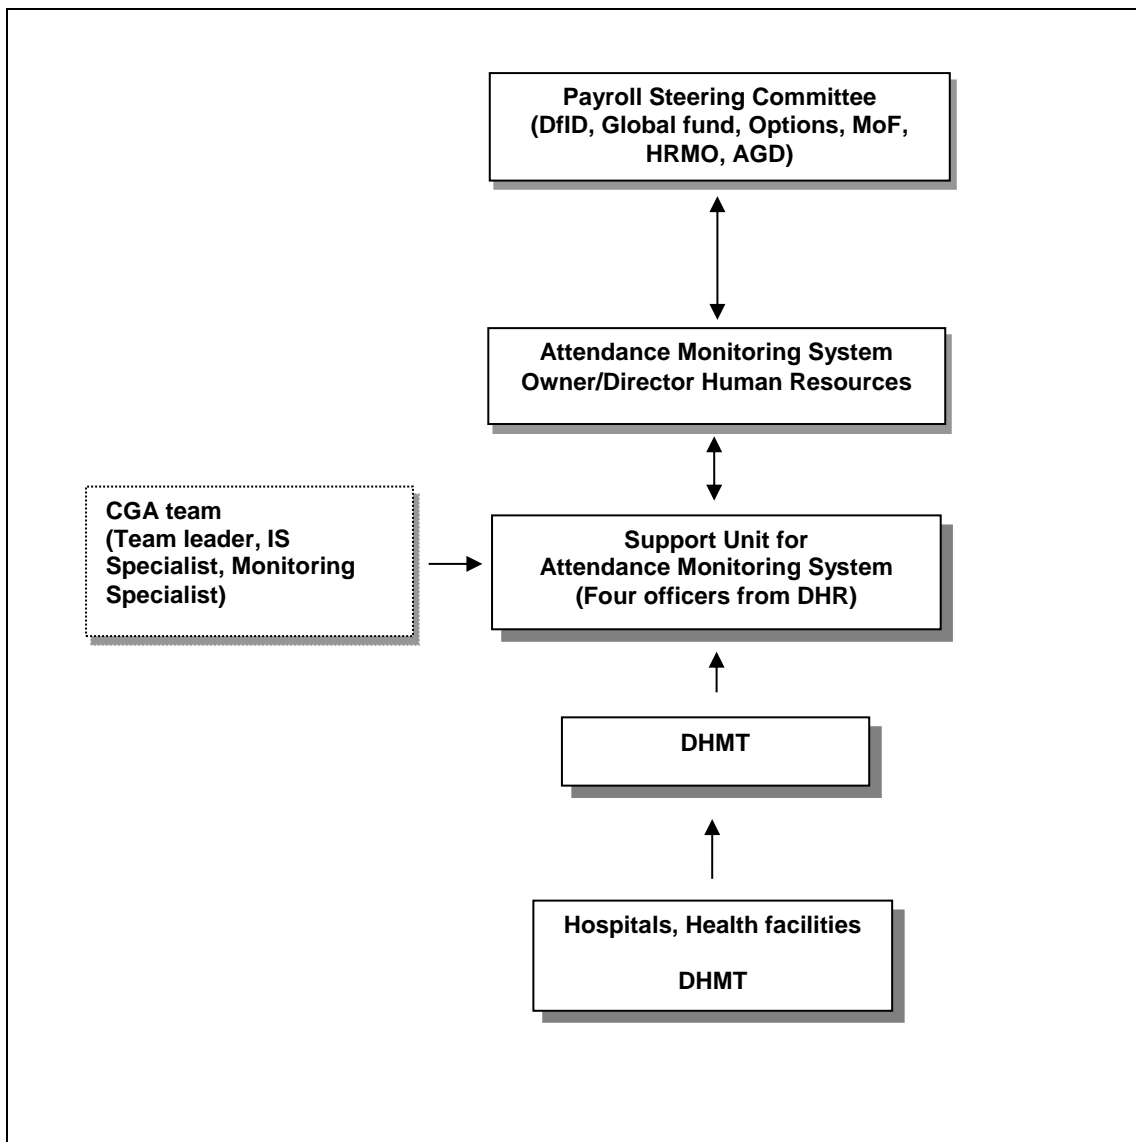 Payroll Steering Committee
(DfID, Global fund, Options, MoF,
HRMO, AGD)
Attendance Monitoring System
Owner/Director Human Resources
CGA team
(Team leader, IS
Specialist, Monitoring
Specialist)
Support Unit for
Attendance Monitoring System
(Four officers from DHR)
DHMT
Hospitals, Health facilities
DHMT